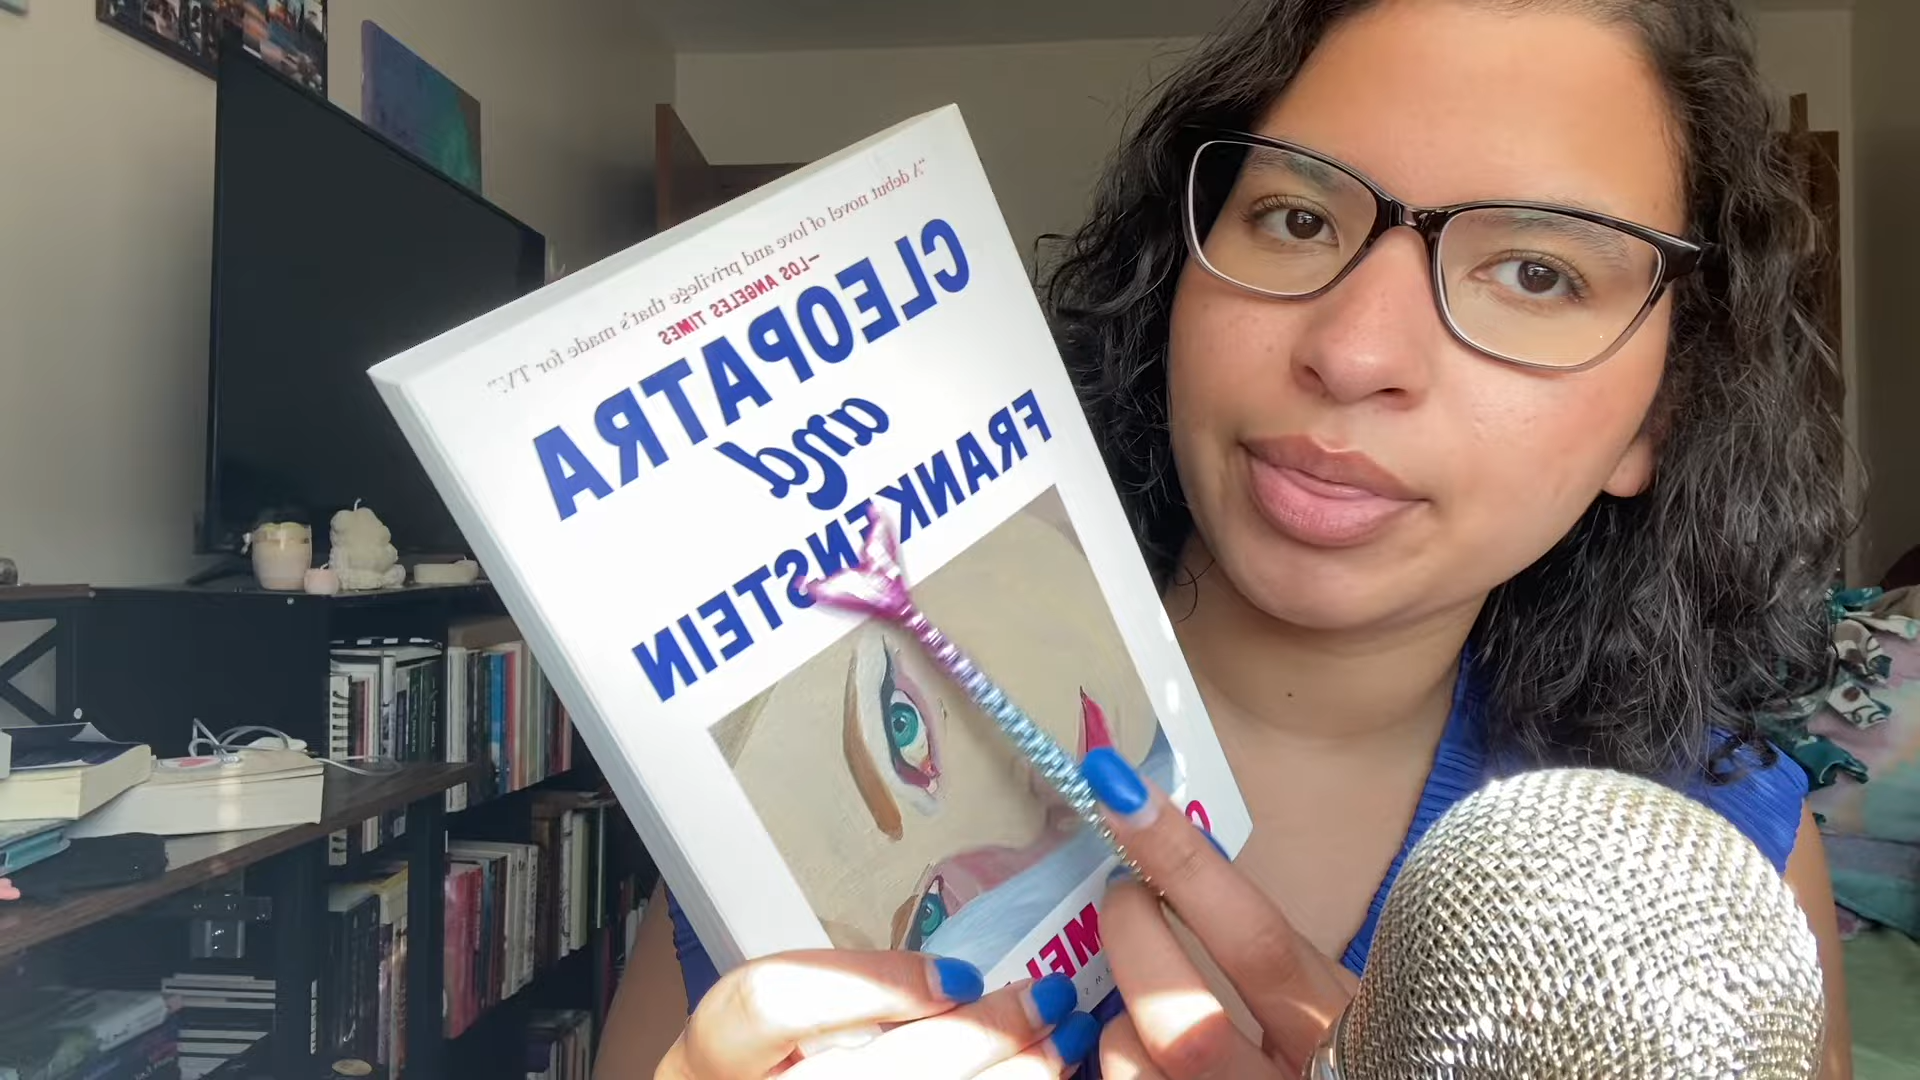 "A debut novel of love and privilege that's made for TV."
—LOS ANGELES TIMES
CLEOPATRA
and
FRANKENSTEIN